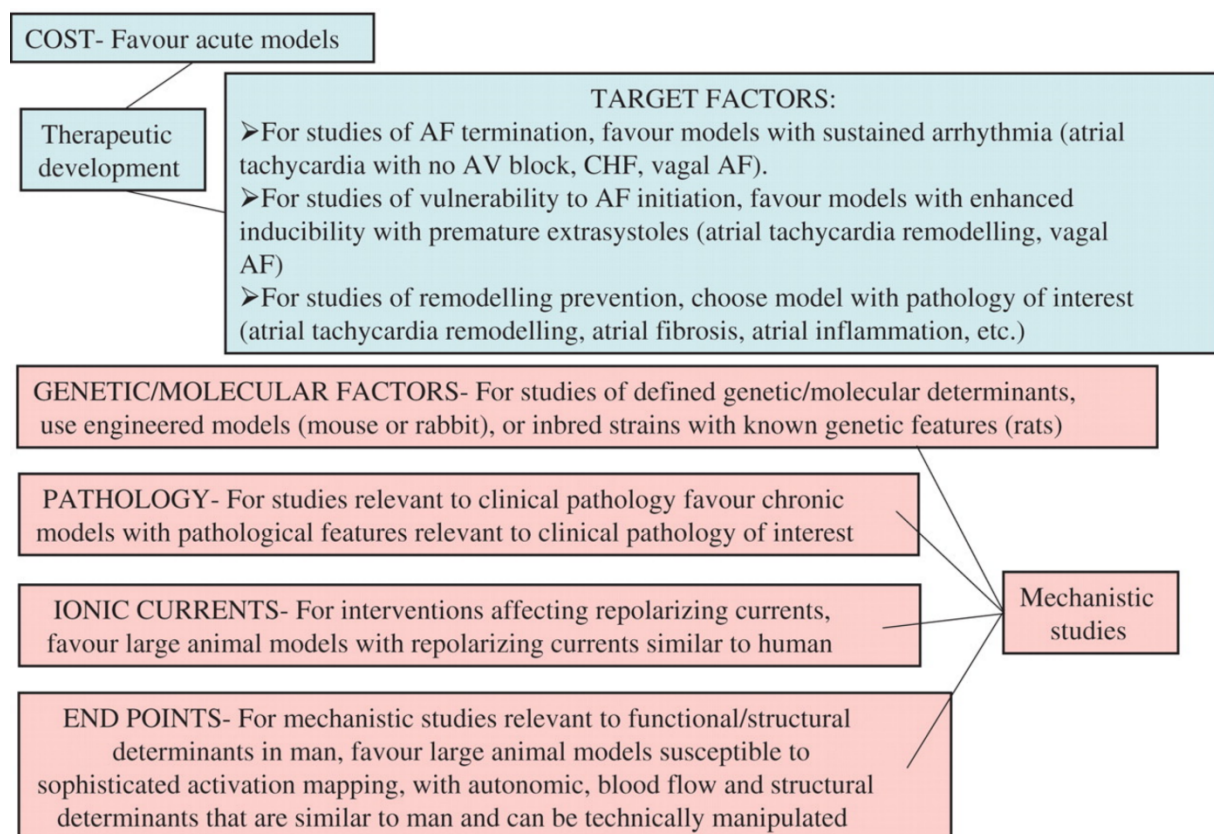 COST- Favour acute models
Therapeutic
development
TARGET FACTORS:
➢For studies of AF termination, favour models with sustained arrhythmia (atrial
tachycardia with no AV block, CHF, vagal AF).
➢For studies of vulnerability to AF initiation, favour models with enhanced
inducibility with premature extrasystoles (atrial tachycardia remodelling, vagal
AF)
➢For studies of remodelling prevention, choose model with pathology of interest
(atrial tachycardia remodelling, atrial fibrosis, atrial inflammation, etc.)
GENETIC/MOLECULAR FACTORS- For studies of defined genetic/molecular determinants,
use engineered models (mouse or rabbit), or inbred strains with known genetic features (rats)
PATHOLOGY- For studies relevant to clinical pathology favour chronic
models with pathological features relevant to clinical pathology of interest
IONIC CURRENTS- For interventions affecting repolarizing currents,
favour large animal models with repolarizing currents similar to human
Mechanistic
studies
END POINTS- For mechanistic studies relevant to functional/structural
determinants in man, favour large animal models susceptible to
sophisticated activation mapping, with autonomic, blood flow and structural
determinants that are similar to man and can be technically manipulated